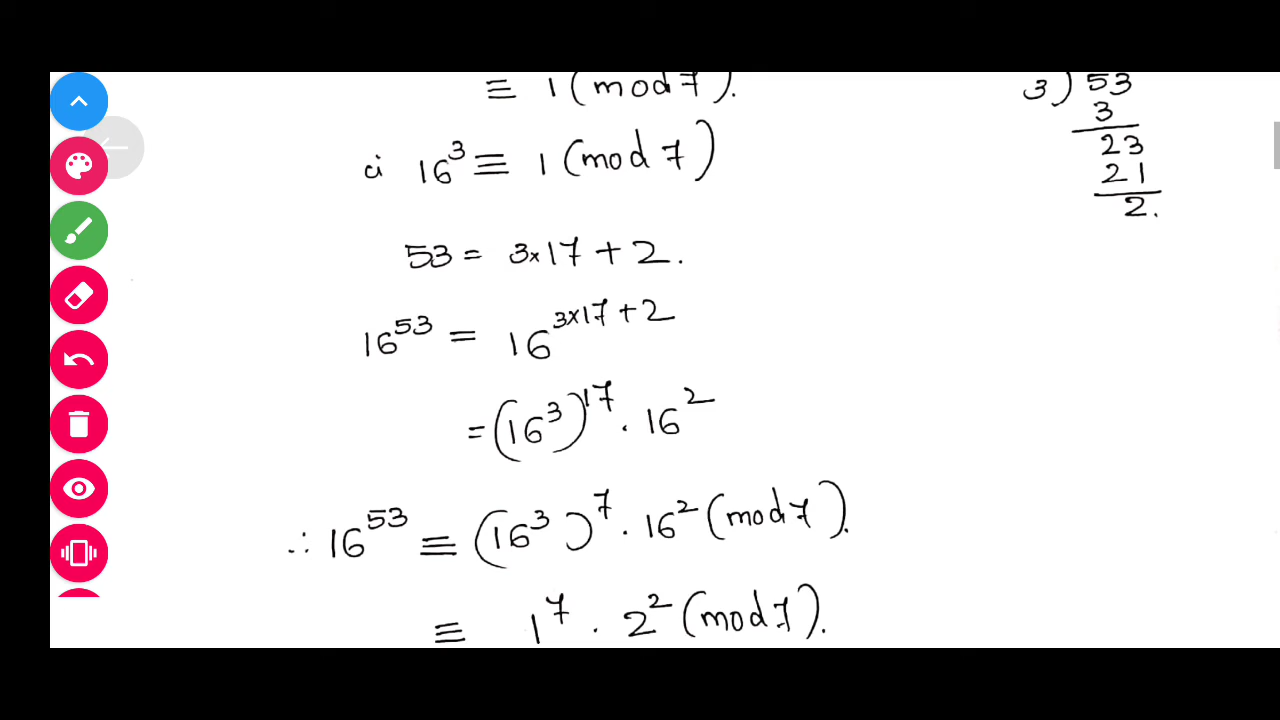 ≡ 1 (mod 7).
ci 16³ ≡ 1 (mod 7)
53 = 3×17 + 2.
16⁵³ = 16^(3×17+2)
= (16³)¹⁷ . 16²
∴ 16⁵³ ≡ (16³)⁷ . 16² (mod 7).
≡ 1⁷ . 2² (mod 7).
3 ) 53
3
23
21
2.